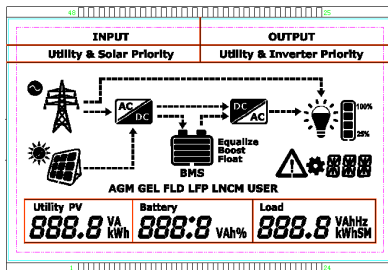 48 25
INPUT OUTPUT
Utility & Solar Priority Utility & Inverter Priority
AC DC
DC AC
100%
25%
Equalize
Boost
Float
BMS
AGM GEL FLD LFP LNCM USER
Utility PV Battery Load
888.8 VA kWh 888.8 VAh% 888.8 VAhHz kWhSM
1 24